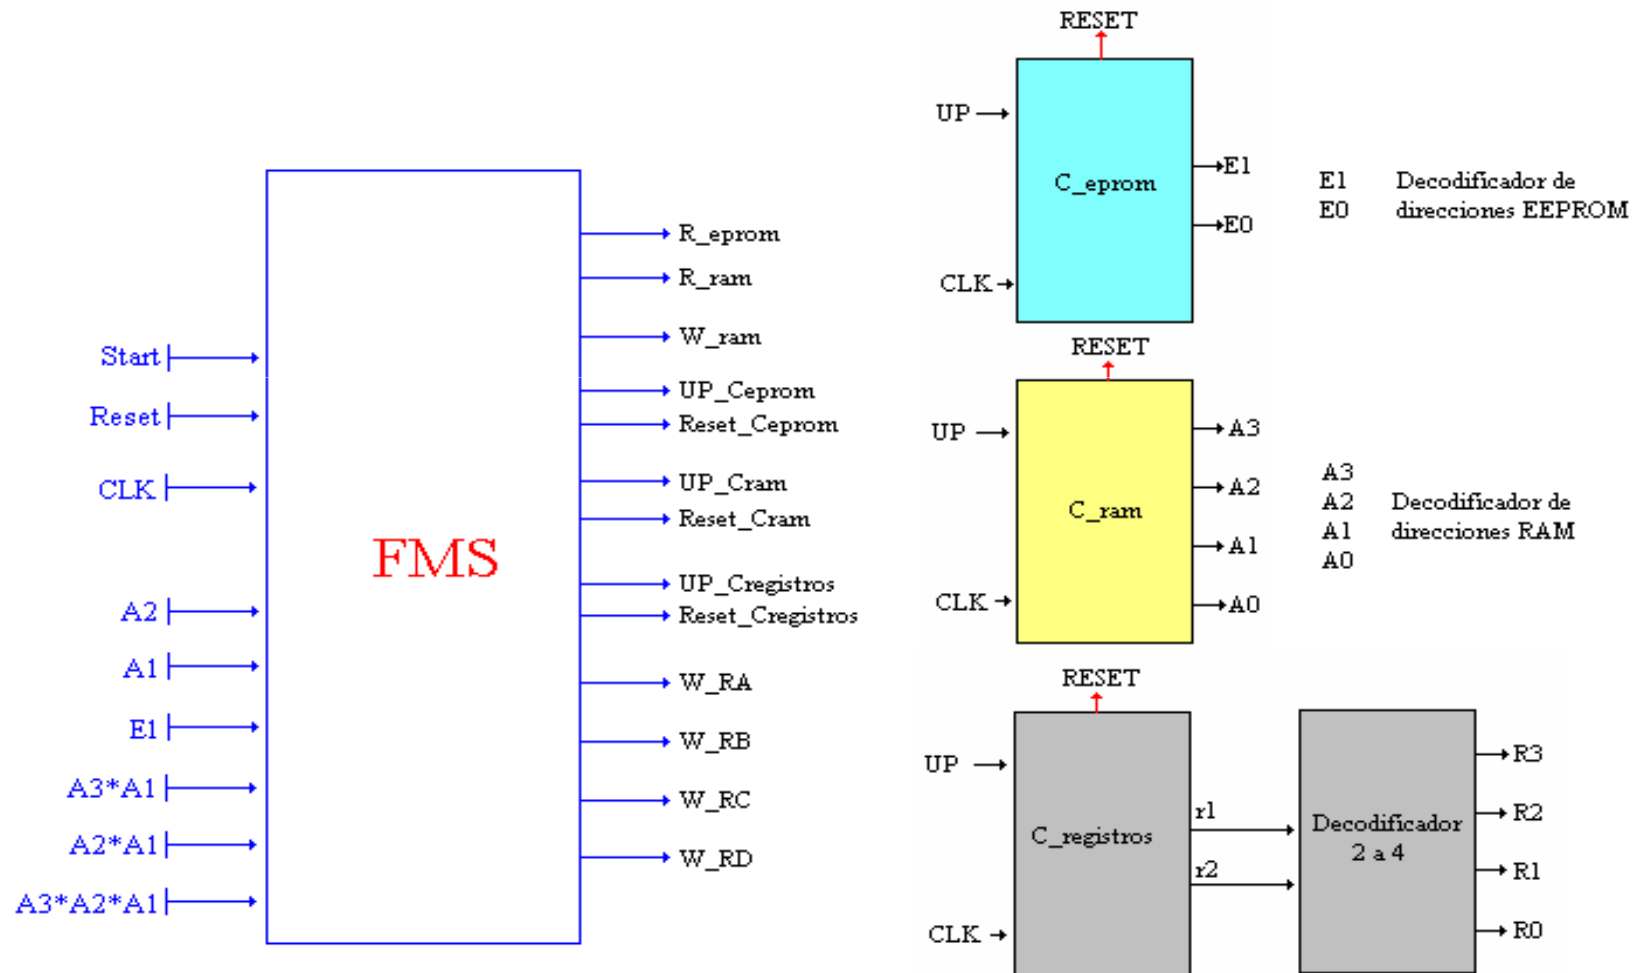 Start
Reset
CLK
A2
A1
E1
A3*A1
A2*A1
A3*A2*A1
FMS
R_eprom
R_ram
W_ram
UP_Ceprom
Reset_Ceprom
UP_Cram
Reset_Cram
UP_Cregistros
Reset_Cregistros
W_RA
W_RB
W_RC
W_RD
RESET
UP
C_eprom
CLK
E1
E0
E1 Decodificador de
E0 direcciones EEPROM
RESET
UP
C_ram
CLK
A3
A2
A1
A0
A3
A2 Decodificador de
A1 direcciones RAM
A0
RESET
UP
C_registros
CLK
r1
r2
Decodificador
2 a 4
R3
R2
R1
R0